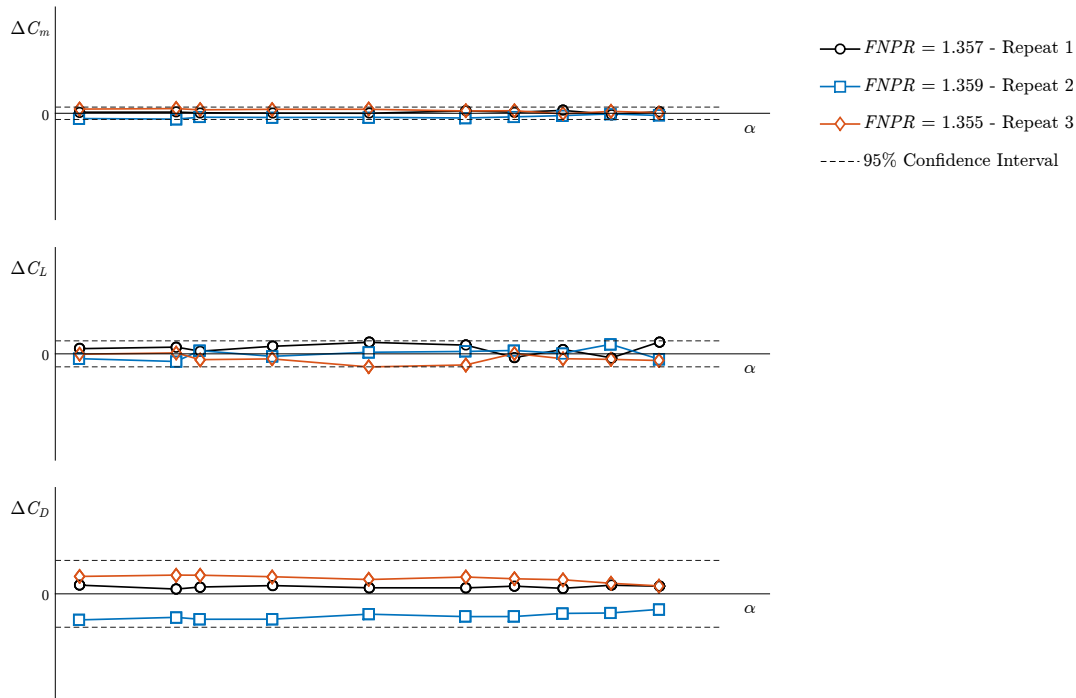 ΔC_m
0
α
FNPR = 1.357 - Repeat 1
FNPR = 1.359 - Repeat 2
FNPR = 1.355 - Repeat 3
95% Confidence Interval
ΔC_L
0
α
ΔC_D
0
α